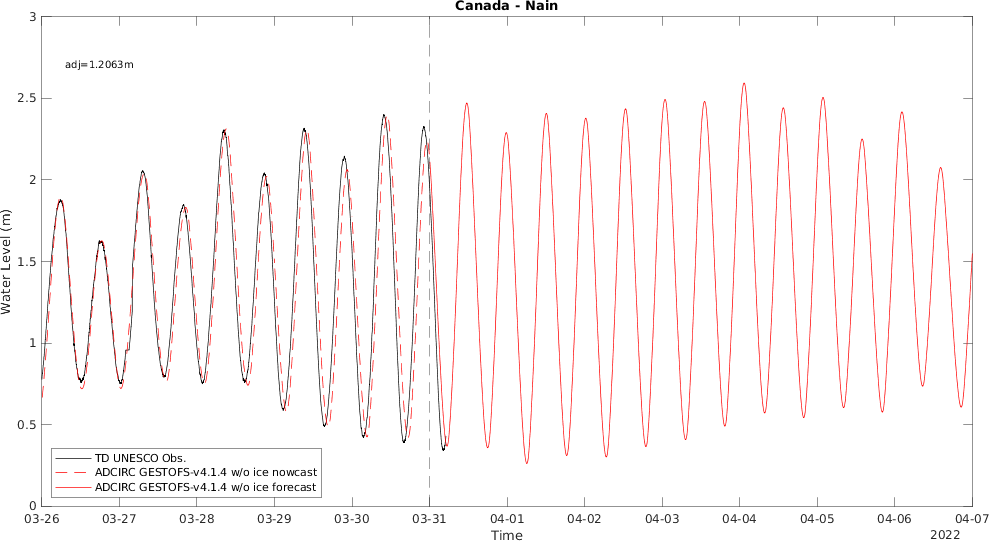 Canada - Nain
adj=1.2063m
3
2.5
2
1.5
1
0.5
0
Water Level (m)
TD UNESCO Obs.
ADCIRC GESTOFS-v4.1.4 w/o ice nowcast
ADCIRC GESTOFS-v4.1.4 w/o ice forecast
03-26 03-27 03-28 03-29 03-30 03-31 04-01 04-02 04-03 04-04 04-05 04-06 04-07
Time
2022